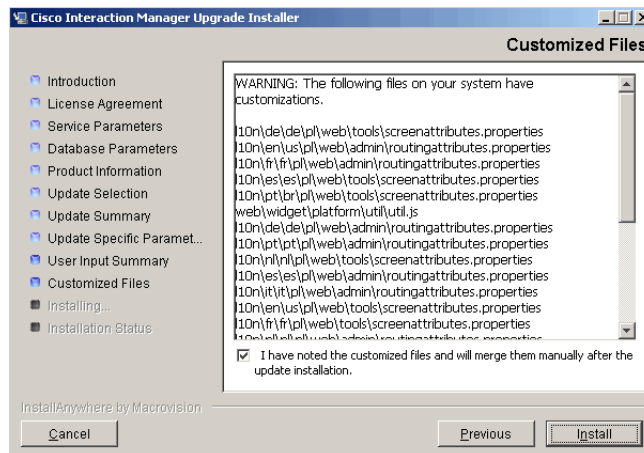 Cisco Interaction Manager Upgrade Installer
Customized Files
Introduction
License Agreement
Service Parameters
Database Parameters
Product Information
Update Selection
Update Summary
Update Specific Paramet...
User Input Summary
Customized Files
Installing...
Installation Status
WARNING: The following files on your system have
customizations.
l10n\de\de\pl\web\tools\screenattributes.properties
l10n\en\us\pl\web\admin\routingattributes.properties
l10n\fr\fr\pl\web\admin\routingattributes.properties
l10n\es\es\pl\web\tools\screenattributes.properties
l10n\pt\br\pl\web\tools\screenattributes.properties
web\widget\platform\util\util.js
l10n\de\de\pl\web\admin\routingattributes.properties
l10n\pt\pt\pl\web\admin\routingattributes.properties
l10n\nl\nl\pl\web\tools\screenattributes.properties
l10n\es\es\pl\web\admin\routingattributes.properties
l10n\it\it\pl\web\admin\routingattributes.properties
l10n\en\us\pl\web\tools\screenattributes.properties
l10n\fr\fr\pl\web\tools\screenattributes.properties
l10n\nl\nl\pl\web\admin\routingattributes.properties
I have noted the customized files and will merge them manually after the
update installation.
InstallAnywhere by Macrovision
Cancel
Previous
Install